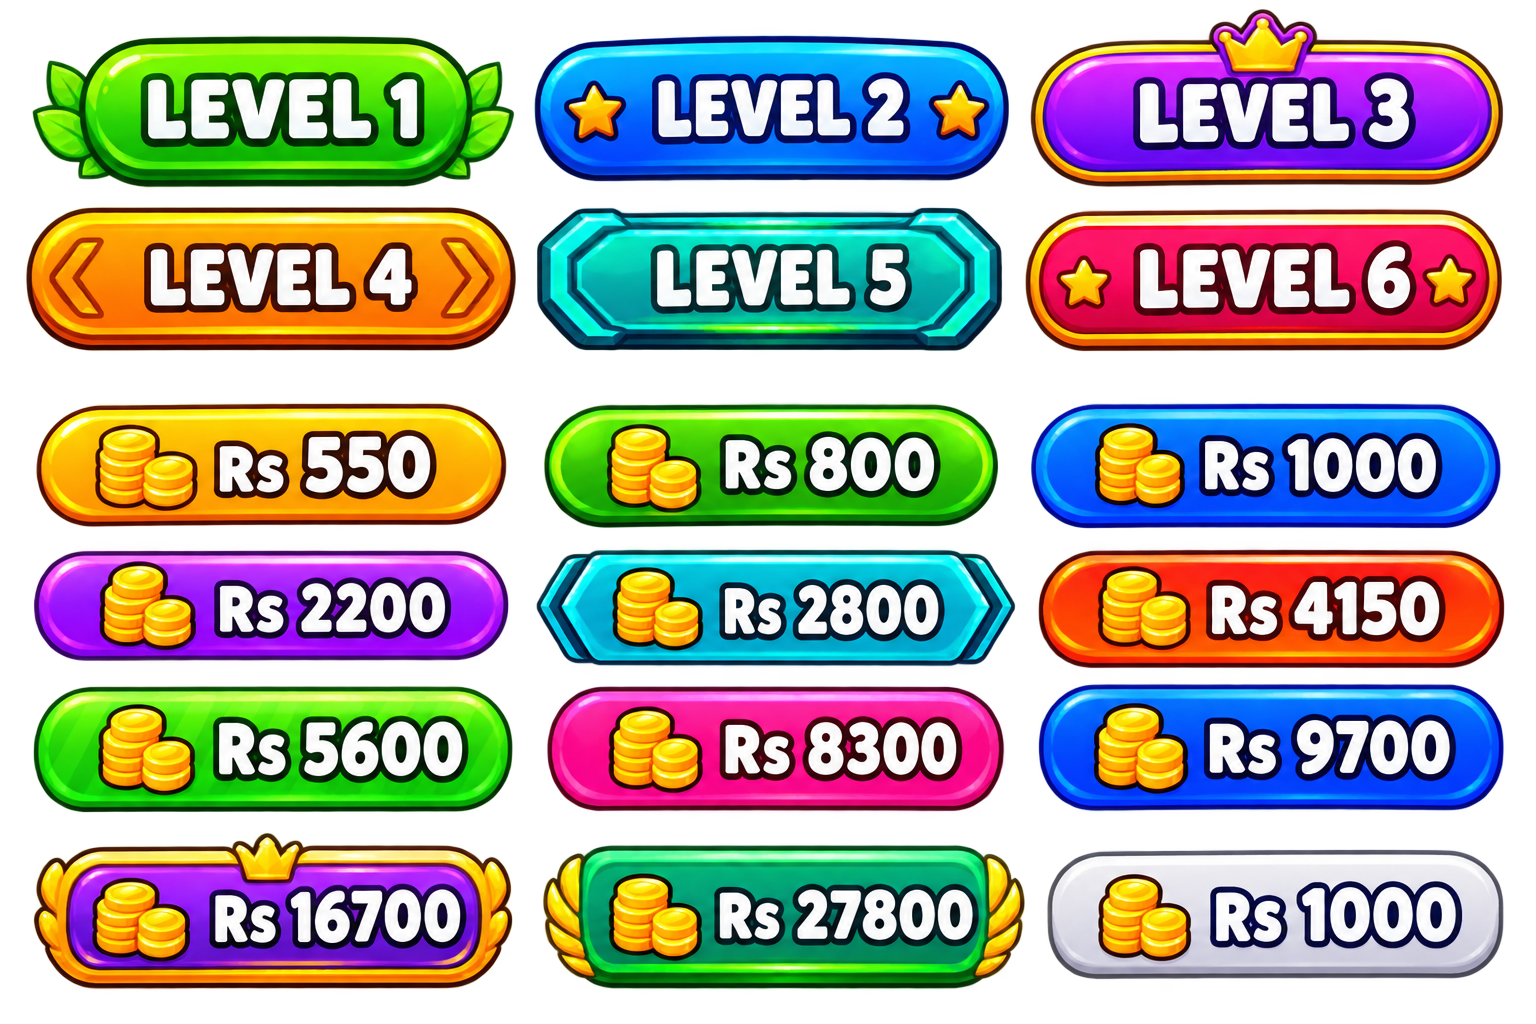 LEVEL 1
LEVEL 2
LEVEL 3
LEVEL 4
LEVEL 5
LEVEL 6
Rs 550
Rs 800
Rs 1000
Rs 2200
Rs 2800
Rs 4150
Rs 5600
Rs 8300
Rs 9700
Rs 16700
Rs 27800
Rs 1000